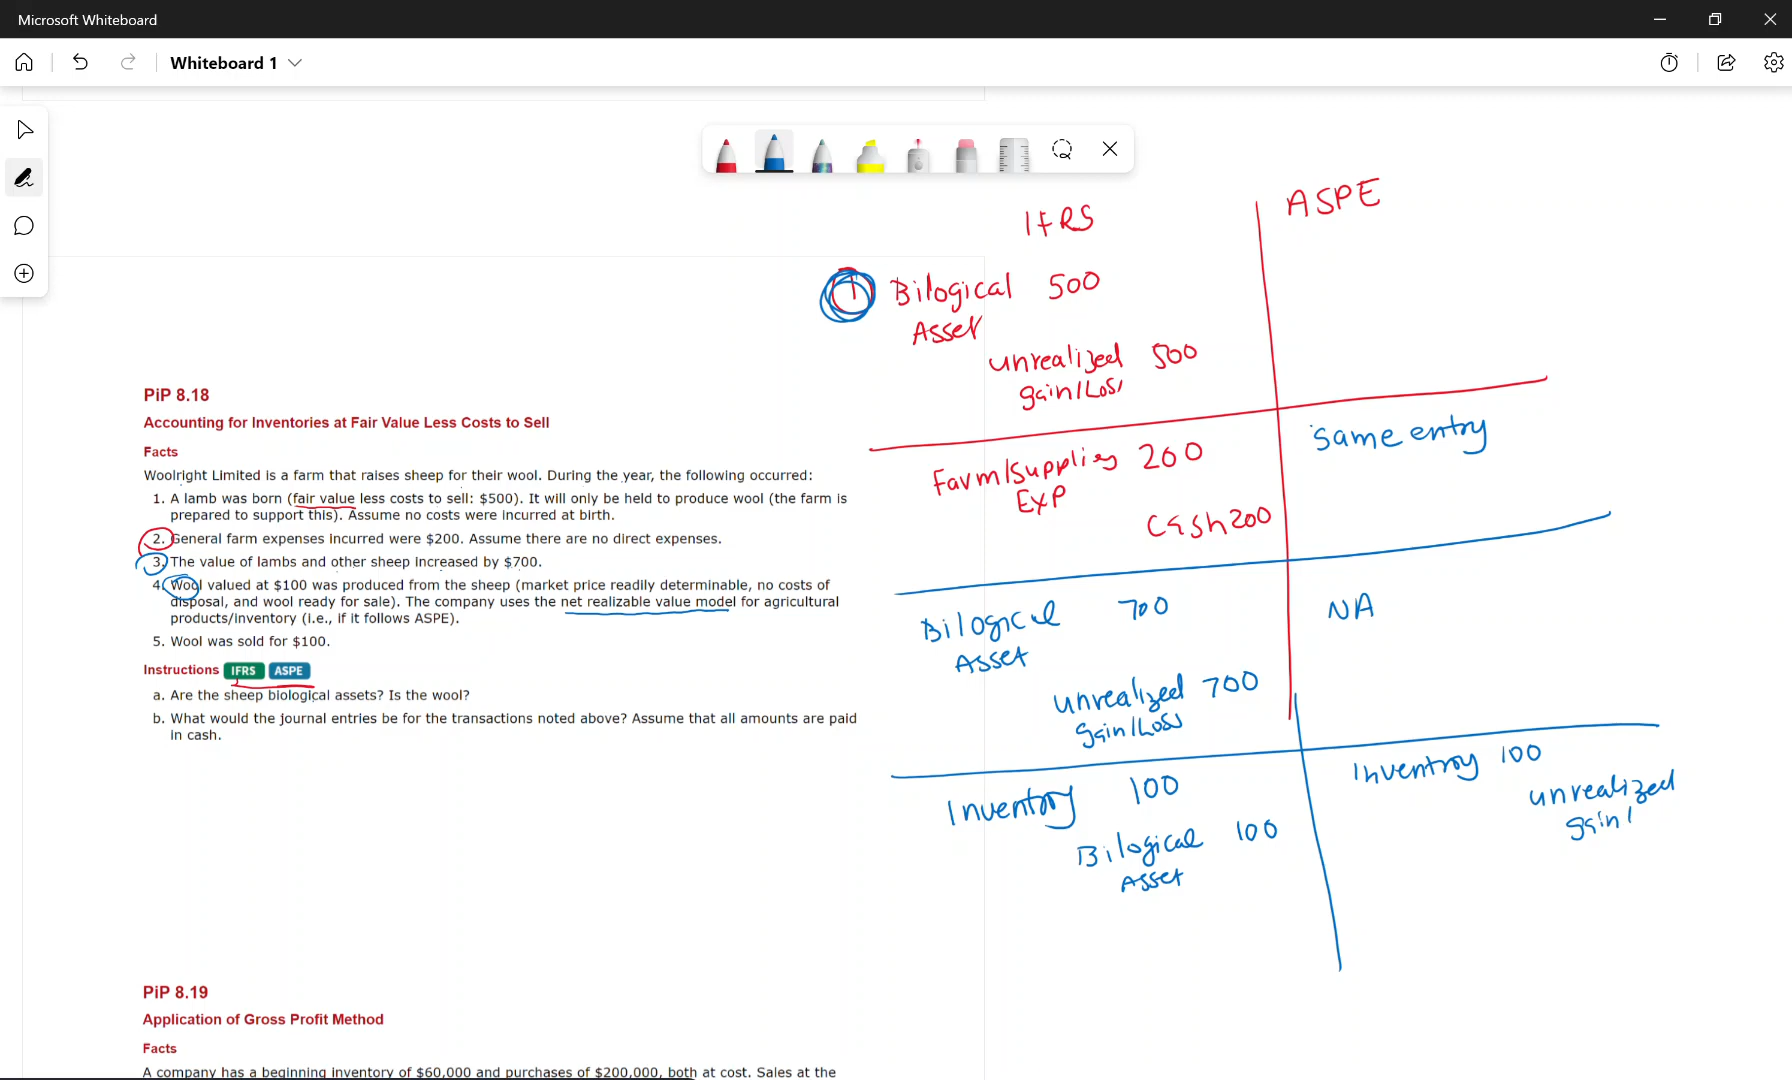 Microsoft Whiteboard
Whiteboard 1
PiP 8.18
Accounting for Inventories at Fair Value Less Costs to Sell
Facts
Woolright Limited is a farm that raises sheep for their wool. During the year, the following occurred:
1. A lamb was born (fair value less costs to sell: $500). It will only be held to produce wool (the farm is
prepared to support this). Assume no costs were incurred at birth.
2. General farm expenses incurred were $200. Assume there are no direct expenses.
3. The value of lambs and other sheep increased by $700.
4. Wool valued at $100 was produced from the sheep (market price readily determinable, no costs of
disposal, and wool ready for sale). The company uses the net realizable value model for agricultural
products/inventory (i.e., if it follows ASPE).
5. Wool was sold for $100.
Instructions IFRS ASPE
a. Are the sheep biological assets? Is the wool?
b. What would the journal entries be for the transactions noted above? Assume that all amounts are paid
in cash.
PiP 8.19
Application of Gross Profit Method
Facts
A company has a beginning inventory of $60,000 and purchases of $200,000, both at cost. Sales at the
IFRS
ASPE
1 Bilogical 500
Asset
unrealized 500
gain/Loss
Farm/supplies 200
Exp
Cash 200
same entry
Bilogical 700
Asset
unrealized 700
gain/Loss
NA
Inventroy 100
Bilogical 100
Asset
Inventroy 100
unrealized
gain/